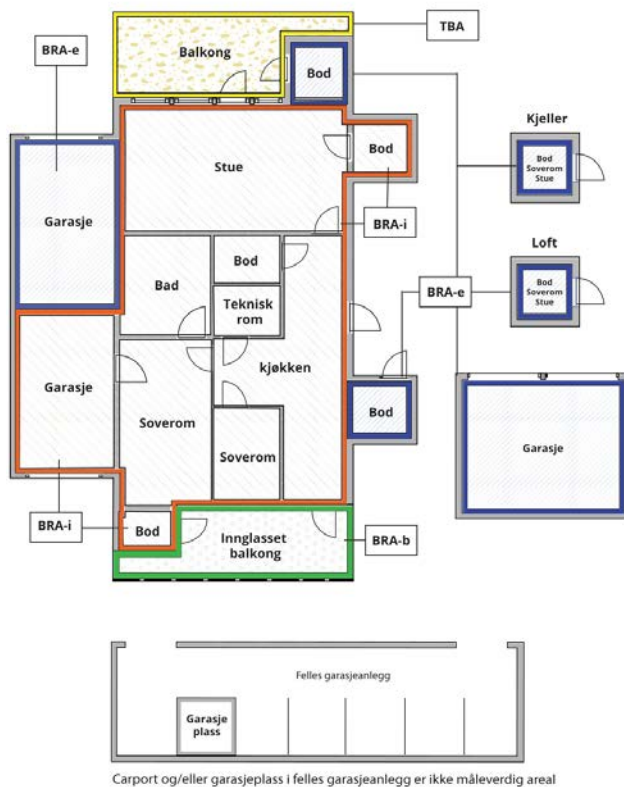 BRA-e
TBA
Balkong
Bod
Kjeller
Bod
Soverom
Stue
Stue
Bod
Garasje
BRA-i
Loft
Bod
Soverom
Stue
Bod
Bad
Teknisk
rom
BRA-e
kjøkken
Garasje
Soverom
Bod
Garasje
Soverom
BRA-i
Bod
Innglasset
balkong
BRA-b
Felles garasjeanlegg
Garasje
plass
Carport og/eller garasjeplass i felles garasjeanlegg er ikke måleverdig areal